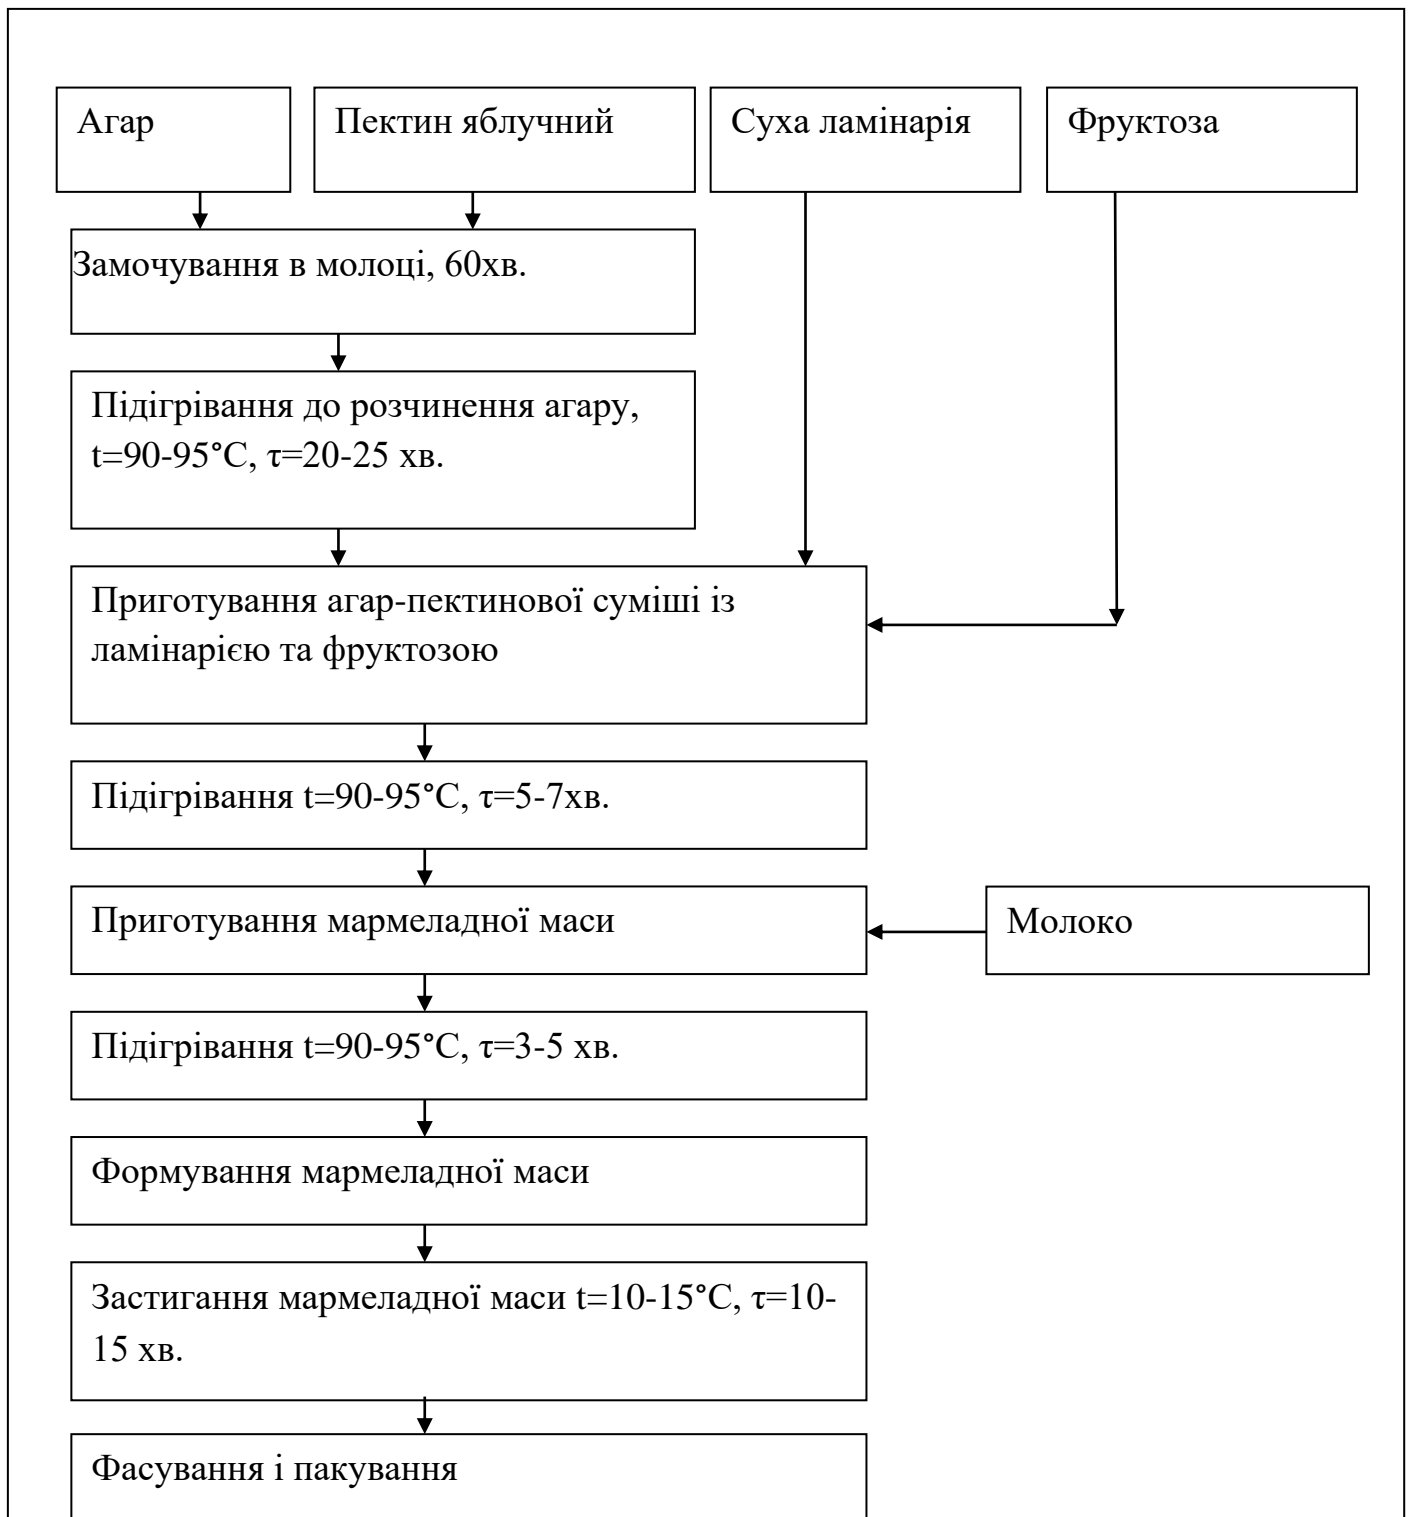 Агар
Пектин яблучний
Суха ламінарія
Фруктоза
Замочування в молоці, 60хв.
Підігрівання до розчинення агару,
t=90-95°С, τ=20-25 хв.
Приготування агар-пектинової суміші із
ламінарією та фруктозою
Підігрівання t=90-95°С, τ=5-7хв.
Приготування мармеладної маси
Молоко
Підігрівання t=90-95°С, τ=3-5 хв.
Формування мармеладної маси
Застигання мармеладної маси t=10-15°С, τ=10-
15 хв.
Фасування і пакування